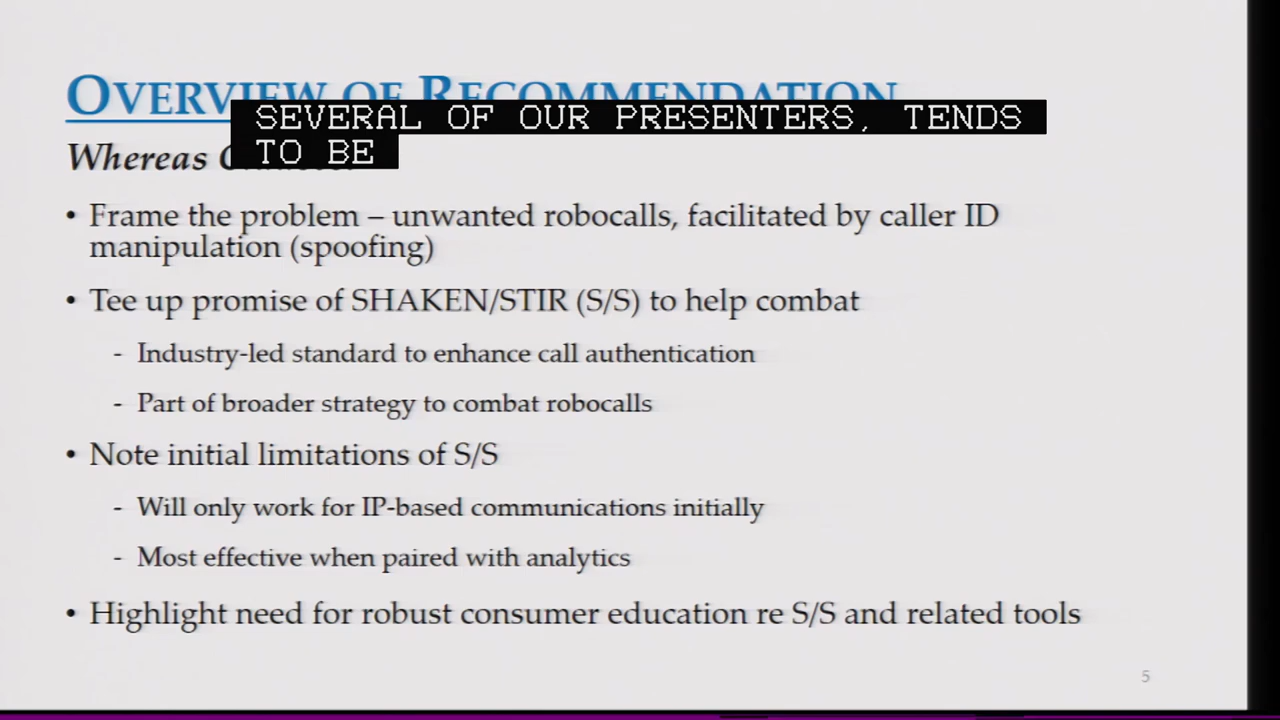 OVERVIEW OF RECOMMENDATION
SEVERAL OF OUR PRESENTERS, TENDS
TO BE
Whereas
• Frame the problem – unwanted robocalls, facilitated by caller ID
manipulation (spoofing)
• Tee up promise of SHAKEN/STIR (S/S) to help combat
- Industry-led standard to enhance call authentication
- Part of broader strategy to combat robocalls
• Note initial limitations of S/S
- Will only work for IP-based communications initially
- Most effective when paired with analytics
• Highlight need for robust consumer education re S/S and related tools
5